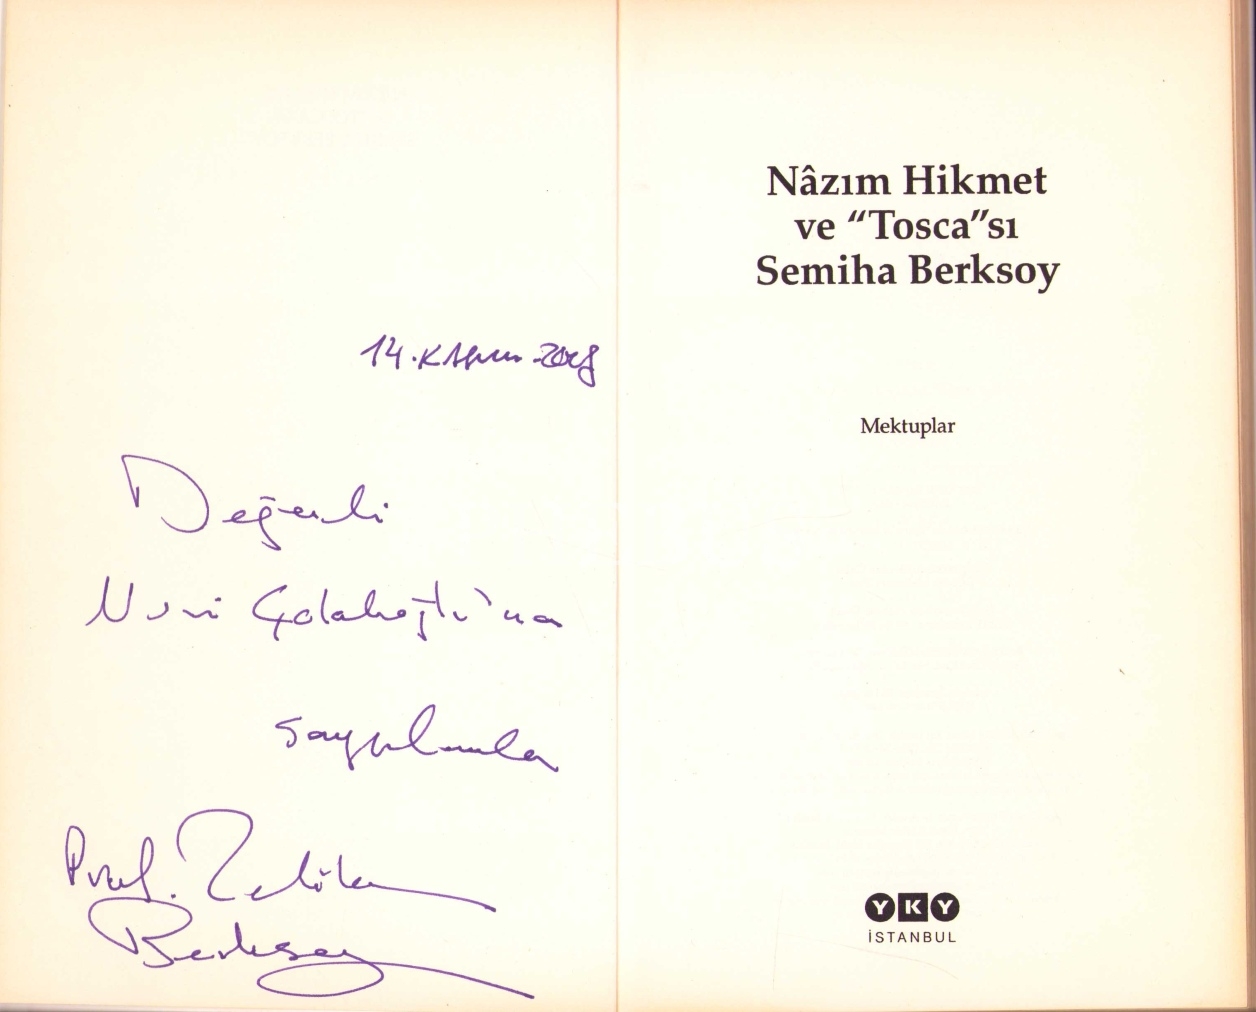 14.Kasım.2008
Değerli
Nuri Çolakoğlu'na
saygılarımla
Prof. Zeliha
Berksoy
Nâzım Hikmet
ve "Tosca"sı
Semiha Berksoy
Mektuplar
YKY
İSTANBUL